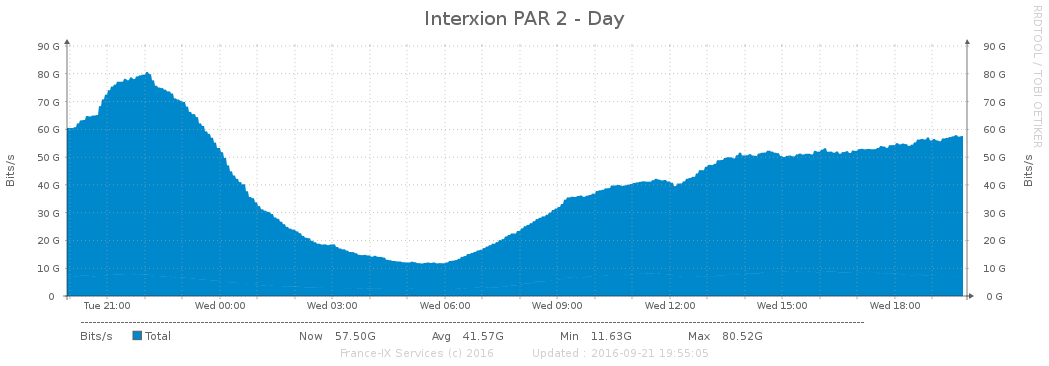 Interxion PAR 2 - Day
RRDTOOL / TOBI OETIKER
Bits/s
90 G 90 G
80 G 80 G
70 G 70 G
60 G 60 G
50 G 50 G
40 G 40 G
30 G 30 G
20 G 20 G
10 G 10 G
0 0 G
Bits/s
Tue 21:00 Wed 00:00 Wed 03:00 Wed 06:00 Wed 09:00 Wed 12:00 Wed 15:00 Wed 18:00
Bits/s Total Now 57.50G Avg 41.57G Min 11.63G Max 80.52G
France-IX Services (c) 2016 Updated : 2016-09-21 19:55:05